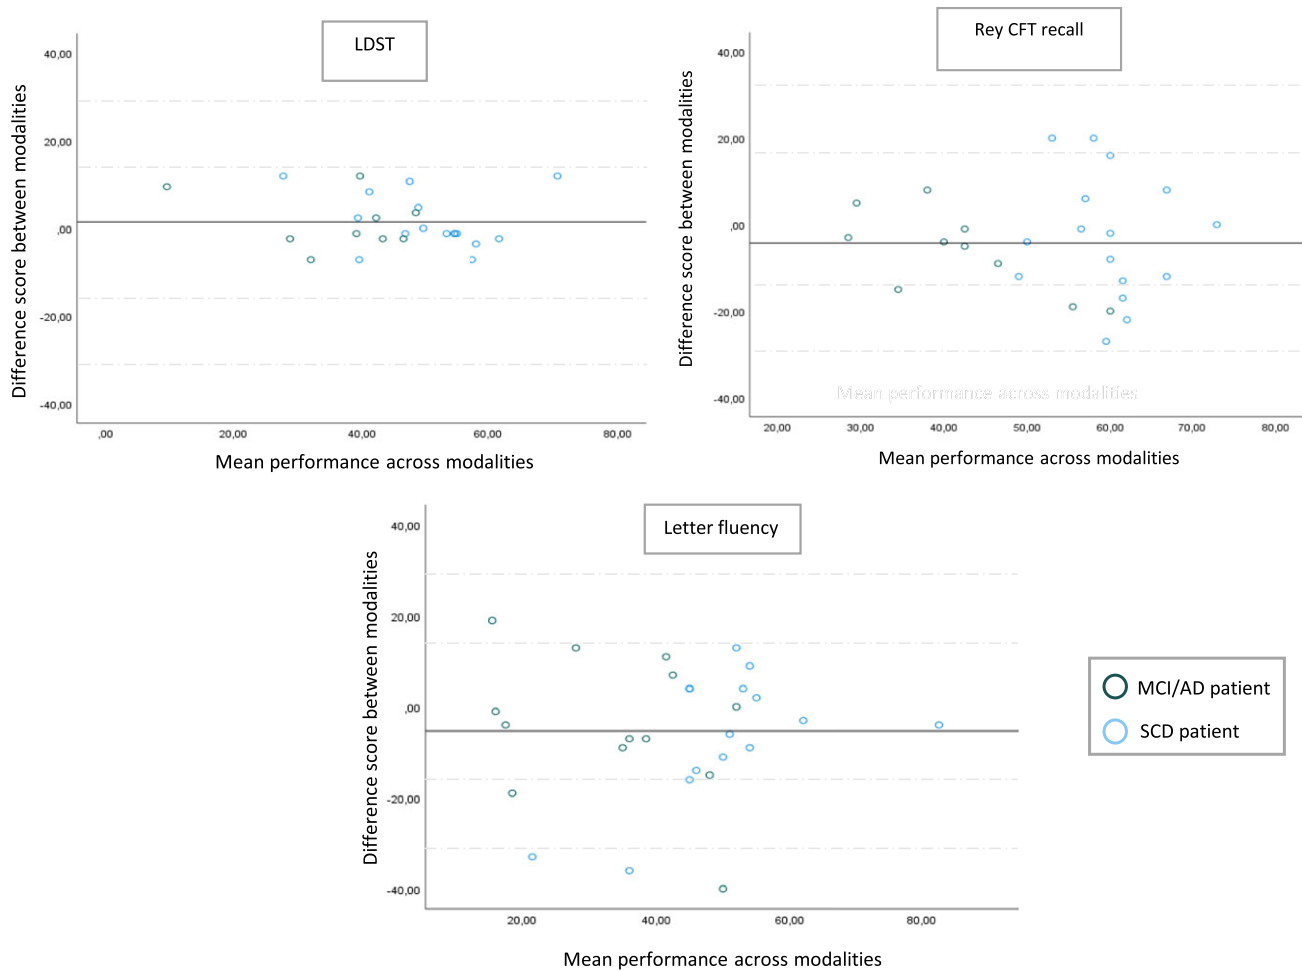 LDST
Difference score between modalities
40,00
20,00
,00
-20,00
-40,00
,00 20,00 40,00 60,00 80,00
Mean performance across modalities
Rey CFT recall
Difference score between modalities
40,00
20,00
,00
-20,00
-40,00
Mean performance across modalities
20,00 30,00 40,00 50,00 60,00 70,00 80,00
Mean performance across modalities
Letter fluency
Difference score between modalities
40,00
20,00
,00
-20,00
-40,00
20,00 40,00 60,00 80,00
Mean performance across modalities
MCI/AD patient
SCD patient